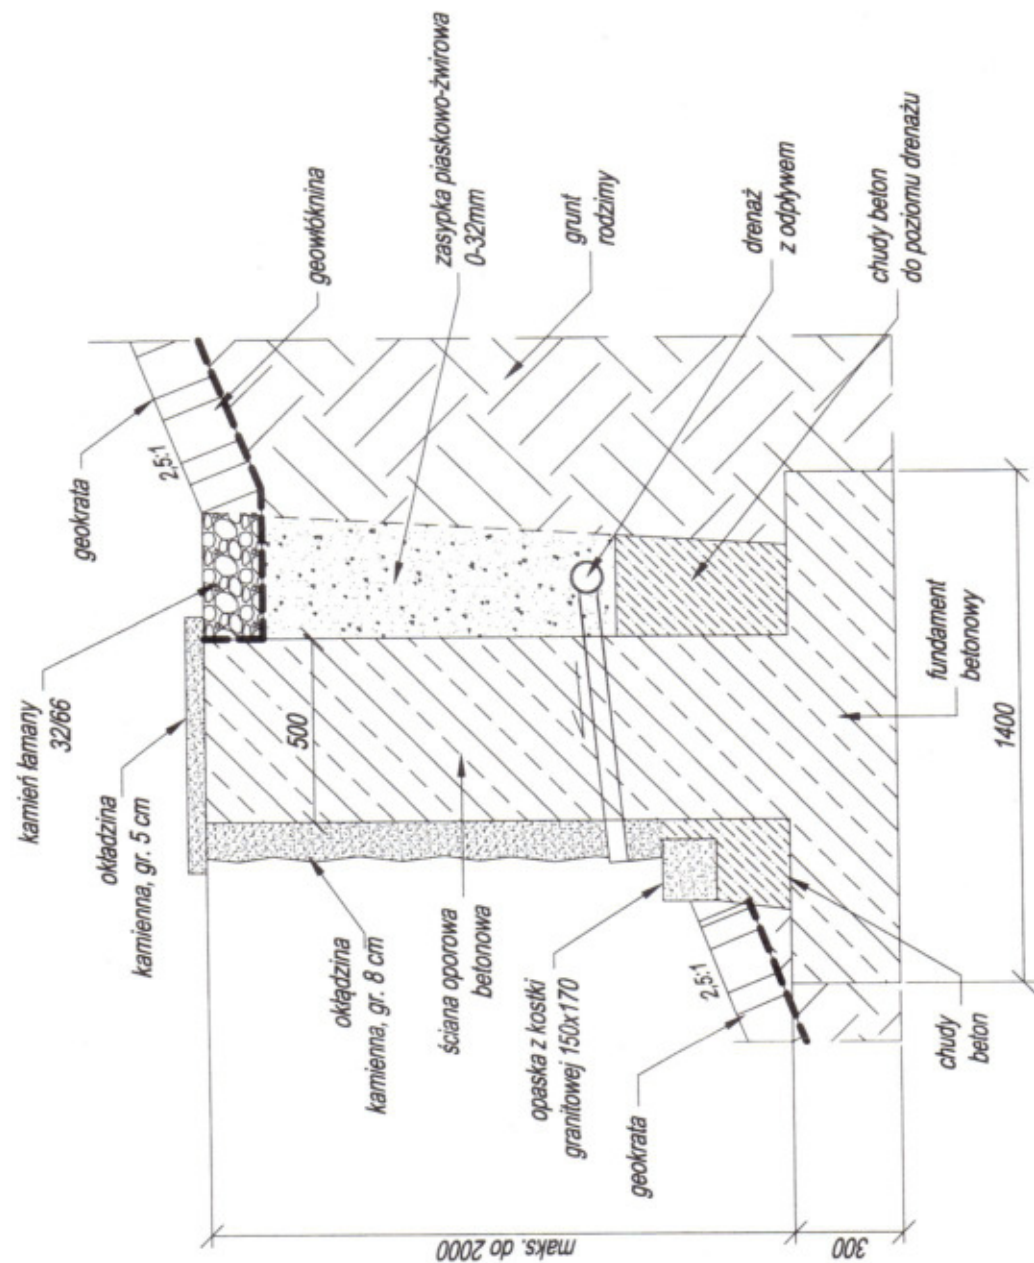 geokrata
2,5:1
kamień łamany
32/66
okładzina
kamienna, gr. 5 cm
geowłóknina
zasypka piaskowo-żwirowa
0-32mm
grunt
rodzimy
drenaż
z odpływem
chudy beton
do poziomu drenażu
500
okłądzina
kamienna, gr. 8 cm
ściana oporowa
betonowa
opaska z kostki
granitowej 150x170
2,5:1
geokrata
fundament
betonowy
1400
chudy
beton
maks. do 2000
300